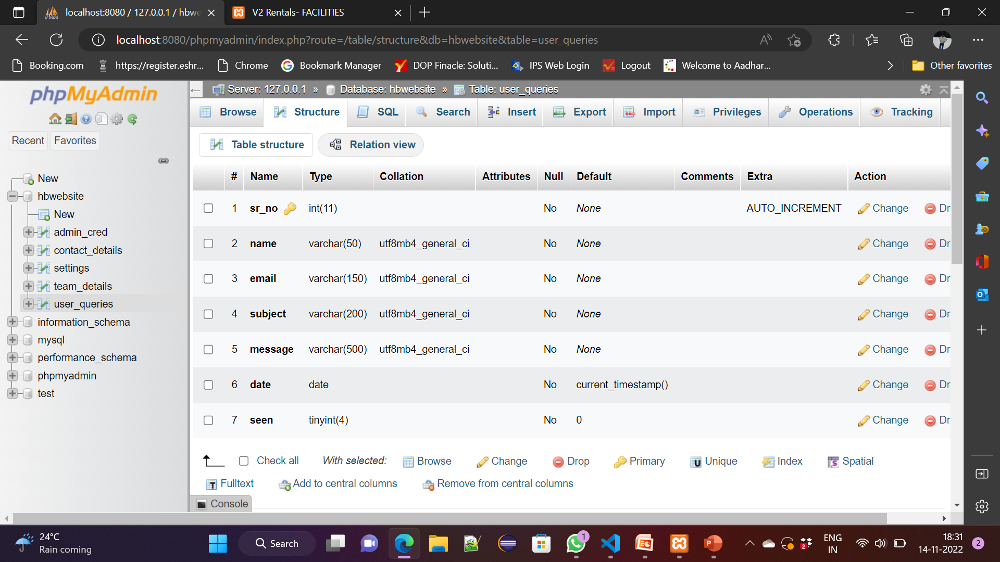 localhost:8080 / 127.0.0.1 / hbwe
V2 Rentals- FACILITIES
localhost:8080/phpmyadmin/index.php?route=/table/structure&db=hbwebsite&table=user_queries
Booking.com https://register.eshr... Chrome Bookmark Manager DOP Finacle: Soluti... IPS Web Login Logout Welcome to Aadhar... Other favorites
phpMyAdmin
Recent Favorites
New
hbwebsite
New
admin_cred
contact_details
settings
team_details
user_queries
information_schema
mysql
performance_schema
phpmyadmin
test
Server: 127.0.0.1 » Database: hbwebsite » Table: user_queries
Browse Structure SQL Search Insert Export Import Privileges Operations Tracking
Table structure Relation view
# Name Type Collation Attributes Null Default Comments Extra Action
1 sr_no int(11) No None AUTO_INCREMENT Change Dr
2 name varchar(50) utf8mb4_general_ci No None Change Dr
3 email varchar(150) utf8mb4_general_ci No None Change Dr
4 subject varchar(200) utf8mb4_general_ci No None Change Dr
5 message varchar(500) utf8mb4_general_ci No None Change Dr
6 date date No current_timestamp() Change Dr
7 seen tinyint(4) No 0 Change Dr
Check all With selected: Browse Change Drop Primary Unique Index Spatial
Fulltext Add to central columns Remove from central columns
Console
24°C
Rain coming
Search
1
2
ENG
IN
18:31
14-11-2022
2